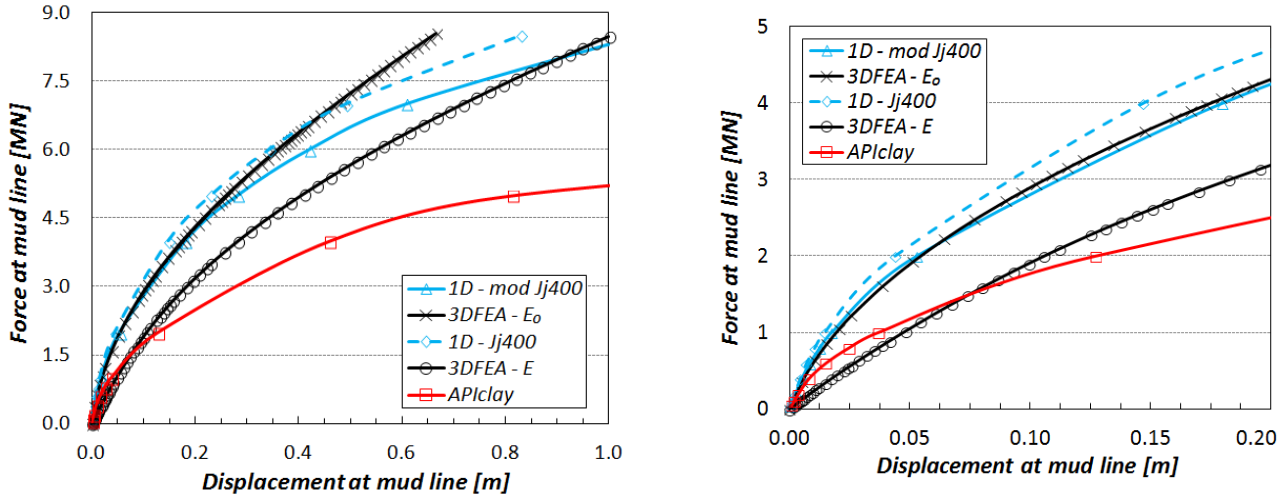 9.0
7.5
6.0
4.5
3.0
1.5
0.0
Force at mud line [MN]
1D - mod Jj400
3DFEA - E₀
1D - Jj400
3DFEA - E
APIclay
0.0 0.2 0.4 0.6 0.8 1.0
Displacement at mud line [m]
5
4
3
2
1
0
Force at mud line [MN]
1D - mod Jj400
3DFEA - E₀
1D - Jj400
3DFEA - E
APIclay
0.00 0.05 0.10 0.15 0.20
Displacement at mud line [m]